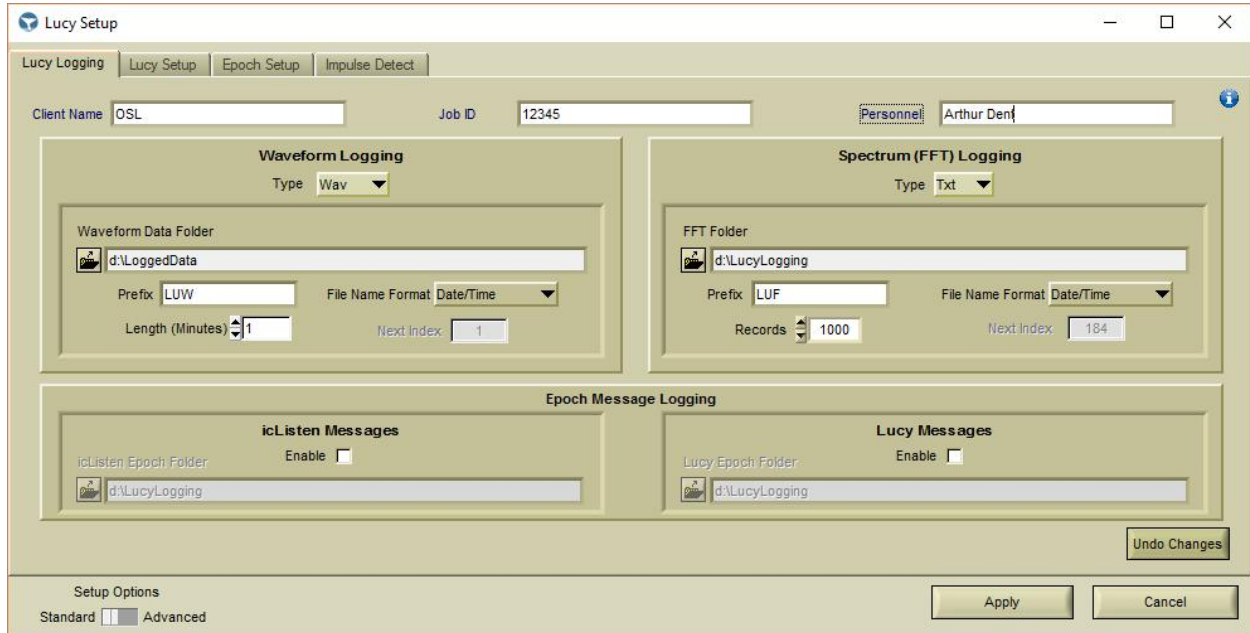 Lucy Setup
Lucy Logging Lucy Setup Epoch Setup Impulse Detect
Client Name OSL Job ID 12345 Personnel Arthur Dent
Waveform Logging
Type Wav
Waveform Data Folder
d:\LoggedData
Prefix LUW File Name Format Date/Time
Length (Minutes) 1 Next Index 1
Spectrum (FFT) Logging
Type Txt
FFT Folder
d:\LucyLogging
Prefix LUF File Name Format Date/Time
Records 1000 Next Index 184
Epoch Message Logging
icListen Messages
Enable
icListen Epoch Folder
d:\LucyLogging
Lucy Messages
Enable
Lucy Epoch Folder
d:\LucyLogging
Undo Changes
Setup Options
Standard Advanced
Apply Cancel